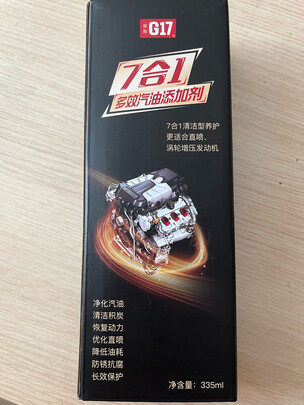 G17
7合1
多效汽油添加剂
7合1清洁型养护
更适合直喷、
涡轮增压发动机
净化汽油
清洁积炭
恢复动力
优化直喷
降低油耗
防锈抗腐
长效保护
净含量：335ml